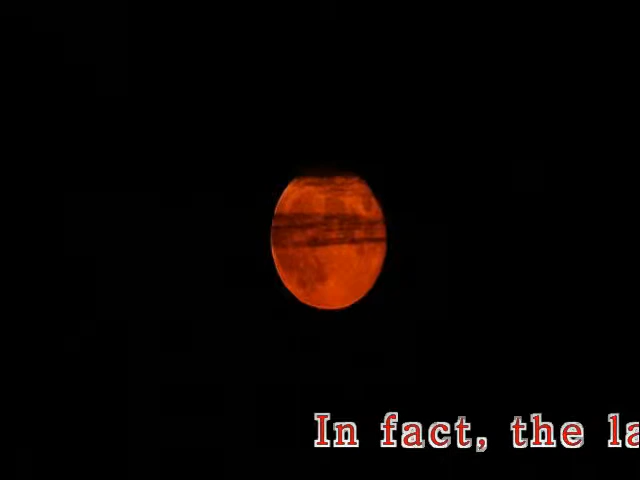 In fact, the